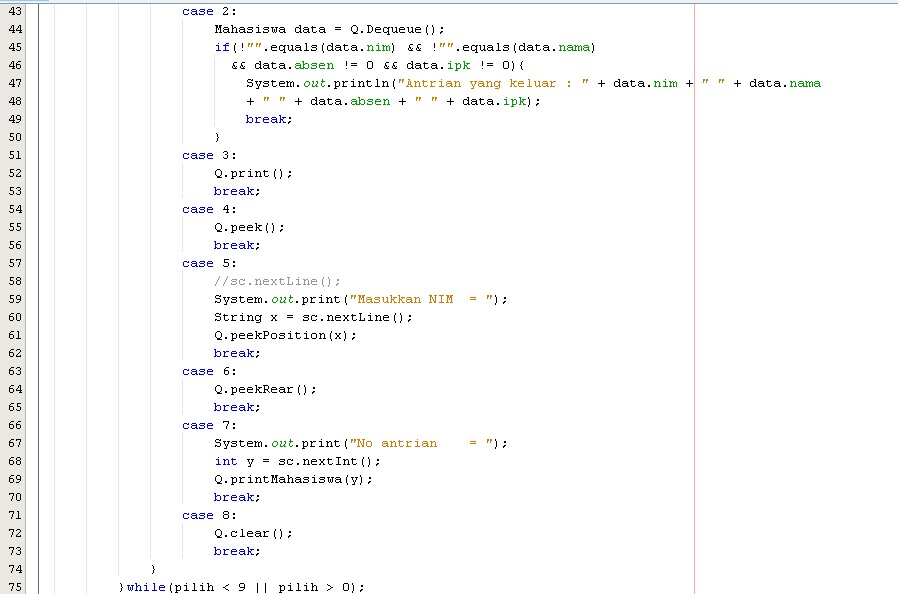 43 case 2:
44 Mahasiswa data = Q.Dequeue();
45 if(!"".equals(data.nim) && !"".equals(data.nama)
46 && data.absen != 0 && data.ipk != 0){
47 System.out.println("Antrian yang keluar : " + data.nim + " " + data.nama
48 + " " + data.absen + " " + data.ipk);
49 break;
50 }
51 case 3:
52 Q.print();
53 break;
54 case 4:
55 Q.peek();
56 break;
57 case 5:
58 //sc.nextLine();
59 System.out.print("Masukkan NIM  = ");
60 String x = sc.nextLine();
61 Q.peekPosition(x);
62 break;
63 case 6:
64 Q.peekRear();
65 break;
66 case 7:
67 System.out.print("No antrian    = ");
68 int y = sc.nextInt();
69 Q.printMahasiswa(y);
70 break;
71 case 8:
72 Q.clear();
73 break;
74 }
75 }while(pilih < 9 || pilih > 0);